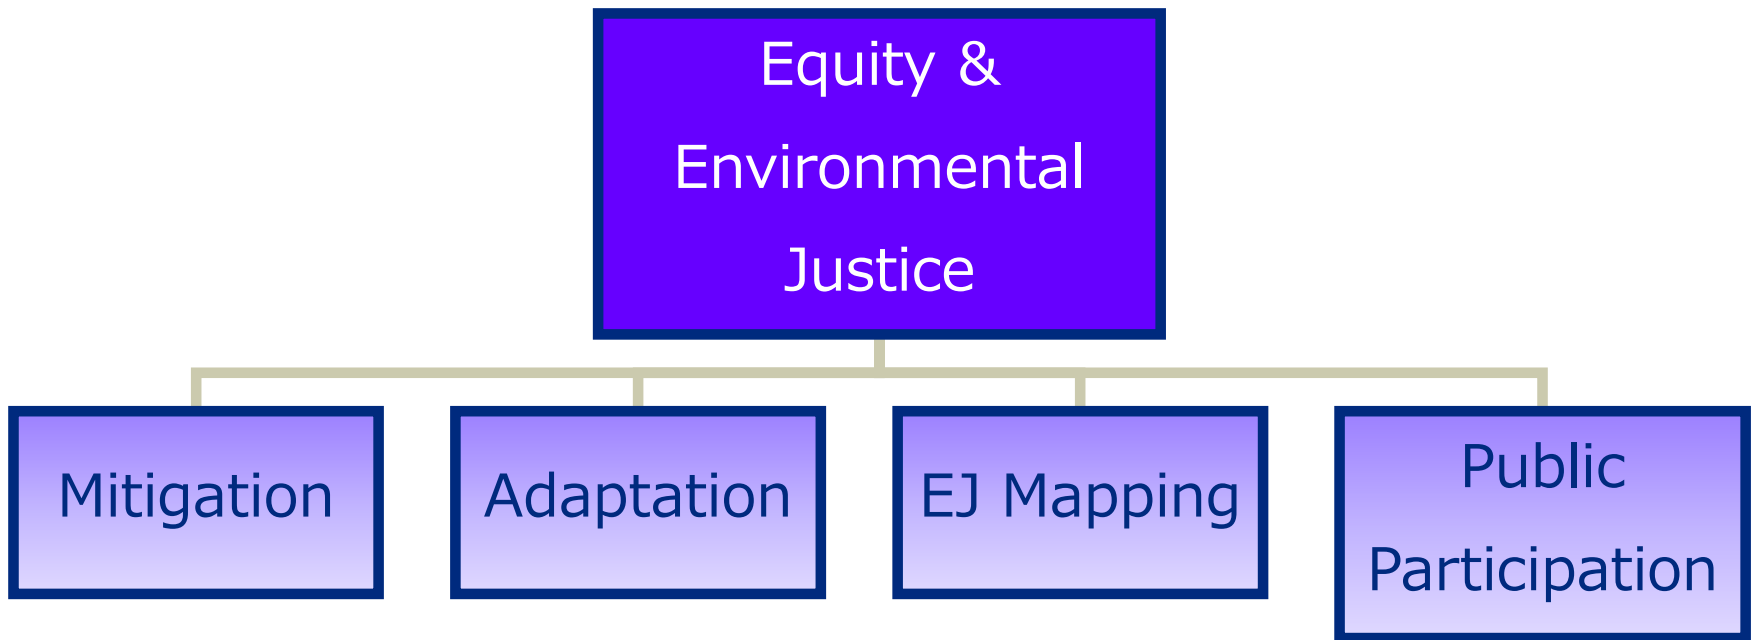 Equity &
Environmental
Justice
Mitigation
Adaptation
EJ Mapping
Public
Participation